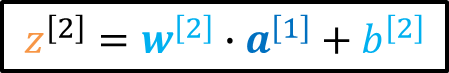 z^[2] = w^[2] · a^[1] + b^[2]